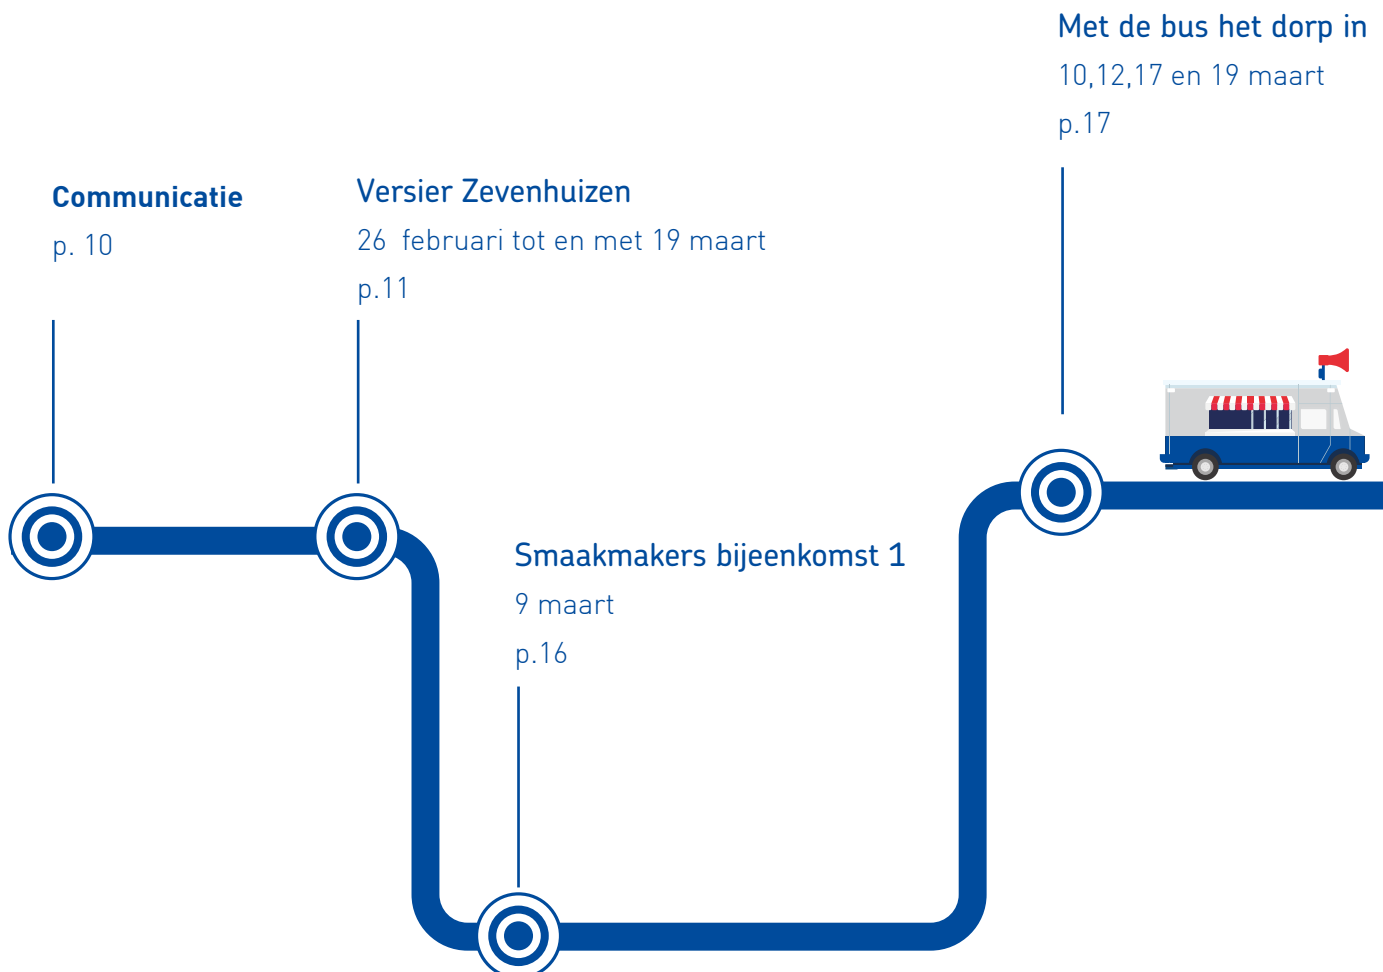 Communicatie
p. 10
Versier Zevenhuizen
26 februari tot en met 19 maart
p.11
Smaakmakers bijeenkomst 1
9 maart
p.16
Met de bus het dorp in
10,12,17 en 19 maart
p.17